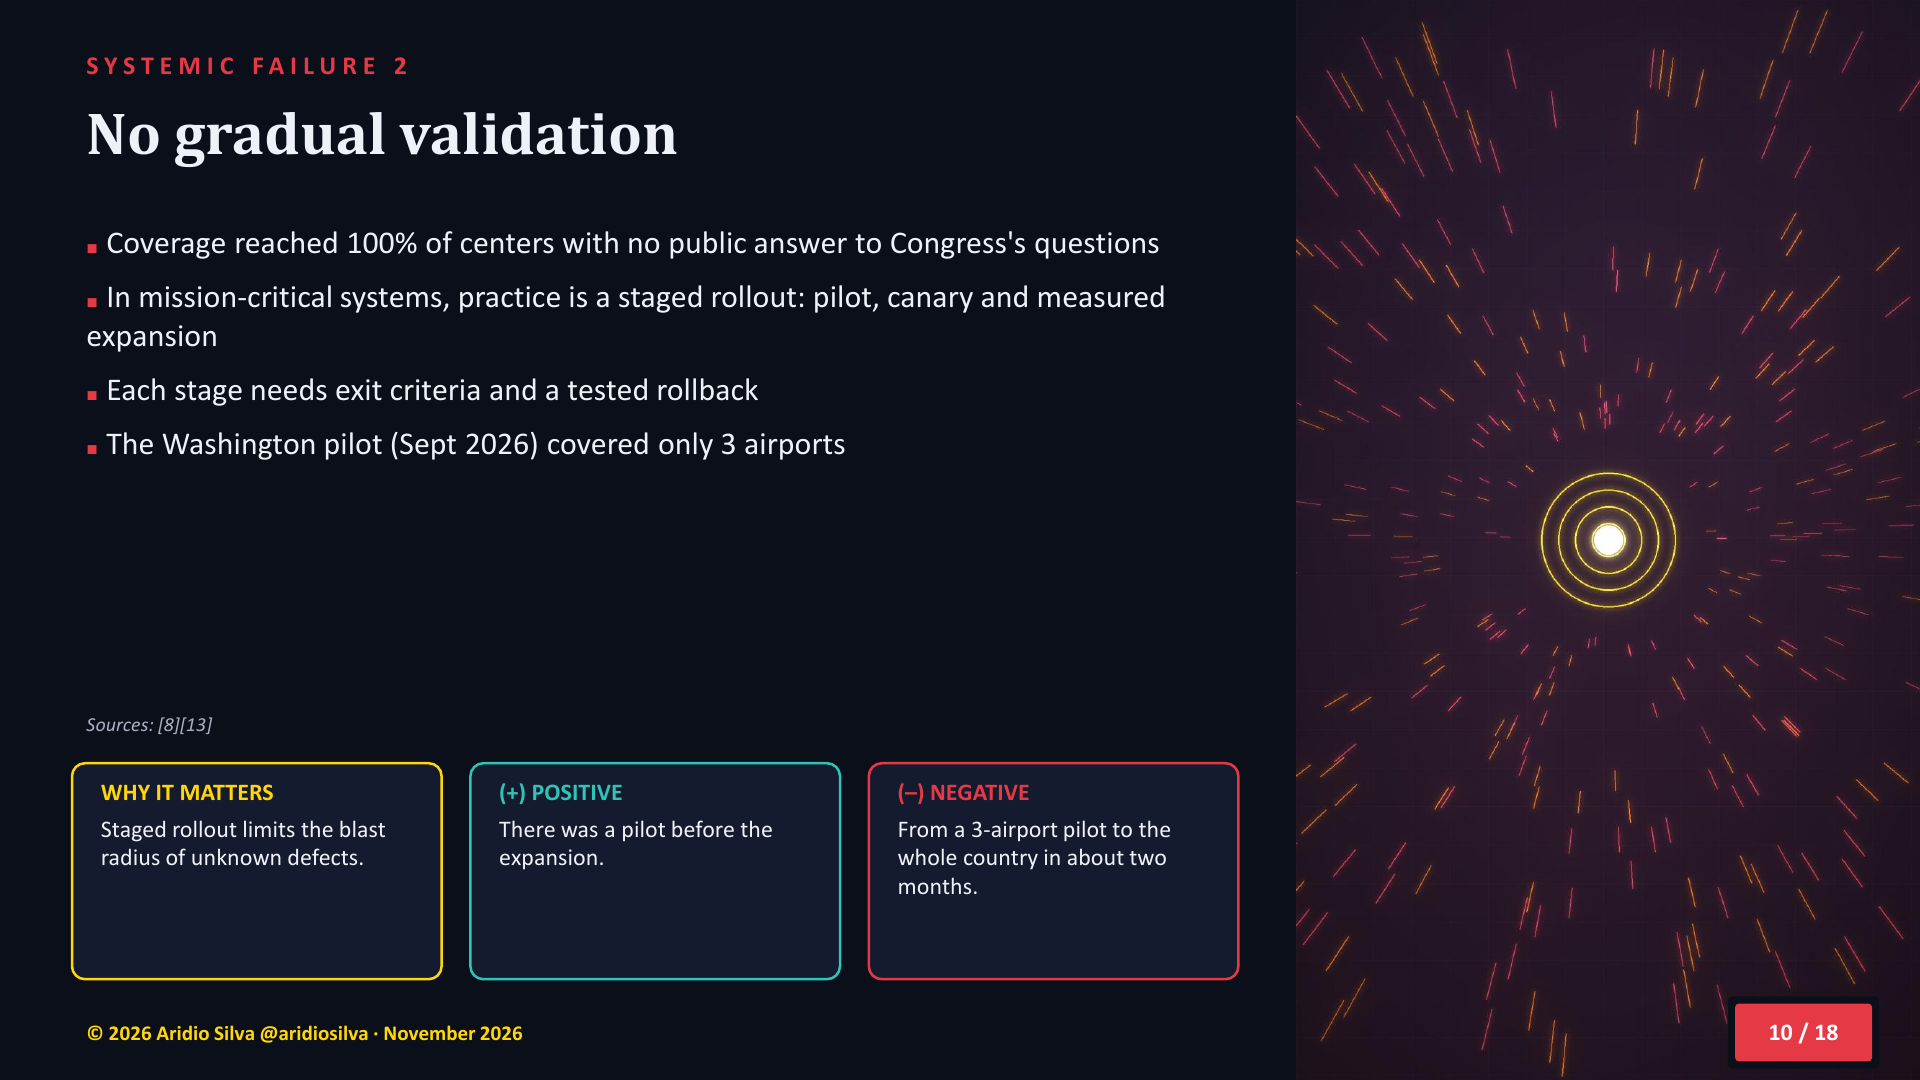 SYSTEMIC FAILURE 2
No gradual validation
▪ Coverage reached 100% of centers with no public answer to Congress's questions
▪ In mission-critical systems, practice is a staged rollout: pilot, canary and measured
expansion
▪ Each stage needs exit criteria and a tested rollback
▪ The Washington pilot (Sept 2026) covered only 3 airports
Sources: [8][13]
WHY IT MATTERS
Staged rollout limits the blast
radius of unknown defects.
(+) POSITIVE
There was a pilot before the
expansion.
(–) NEGATIVE
From a 3-airport pilot to the
whole country in about two
months.
© 2026 Aridio Silva @aridiosilva · November 2026
10 / 18